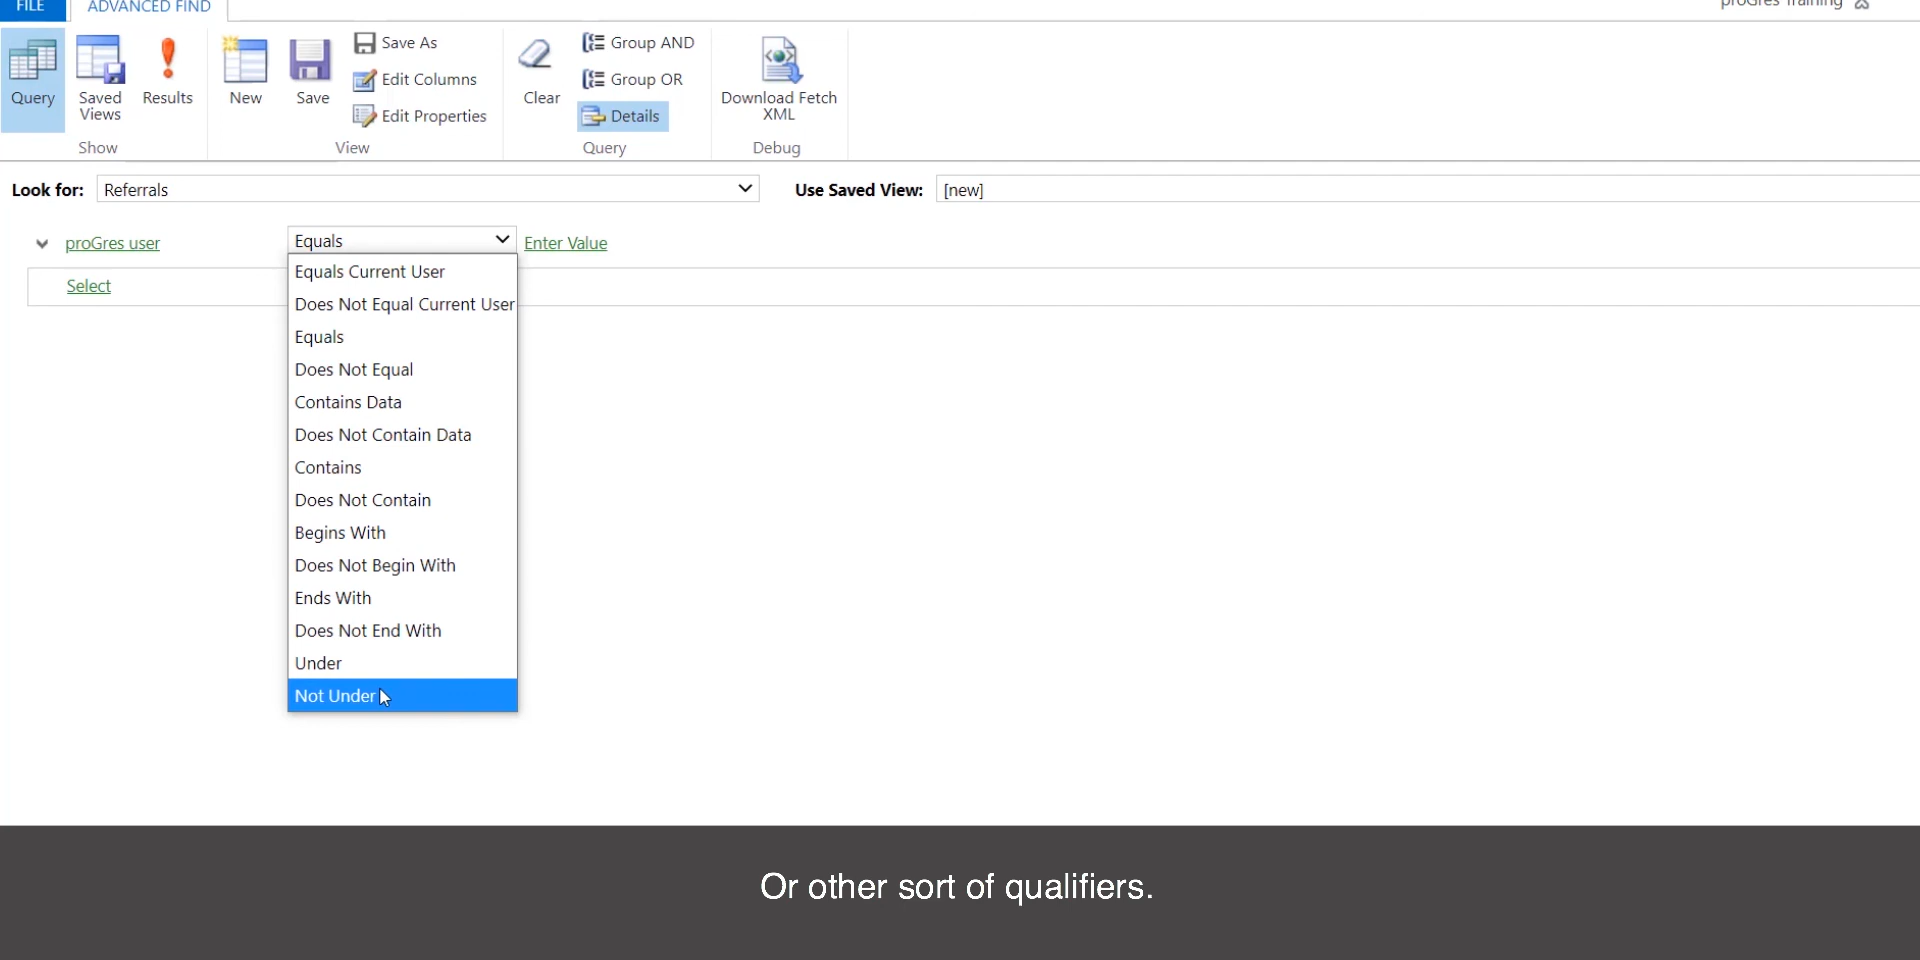 FILE
ADVANCED FIND
proGres Training
Query
Saved Views
Results
Show
New
Save
Save As
Edit Columns
Edit Properties
View
Clear
Group AND
Group OR
Details
Query
Download Fetch XML
Debug
Look for:
Referrals
Use Saved View:
[new]
proGres user
Equals
Enter Value
Select
Equals Current User
Does Not Equal Current User
Equals
Does Not Equal
Contains Data
Does Not Contain Data
Contains
Does Not Contain
Begins With
Does Not Begin With
Ends With
Does Not End With
Under
Not Under
Or other sort of qualifiers.